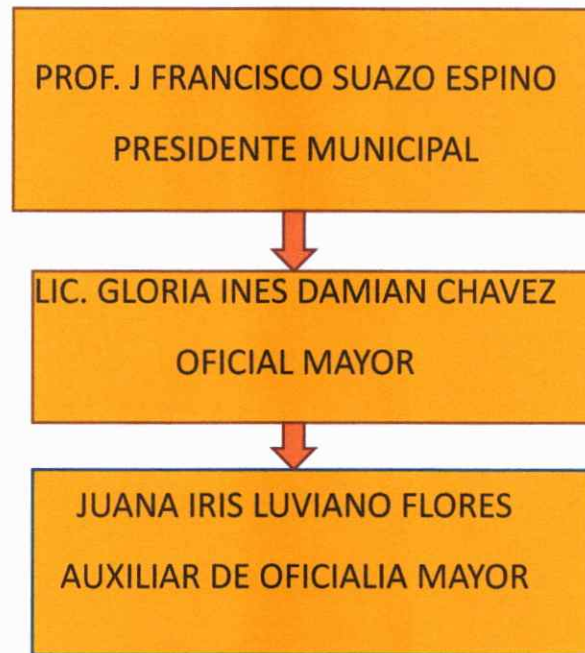 PROF. J FRANCISCO SUAZO ESPINO
PRESIDENTE MUNICIPAL
LIC. GLORIA INES DAMIAN CHAVEZ
OFICIAL MAYOR
JUANA IRIS LUVIANO FLORES
AUXILIAR DE OFICIALIA MAYOR